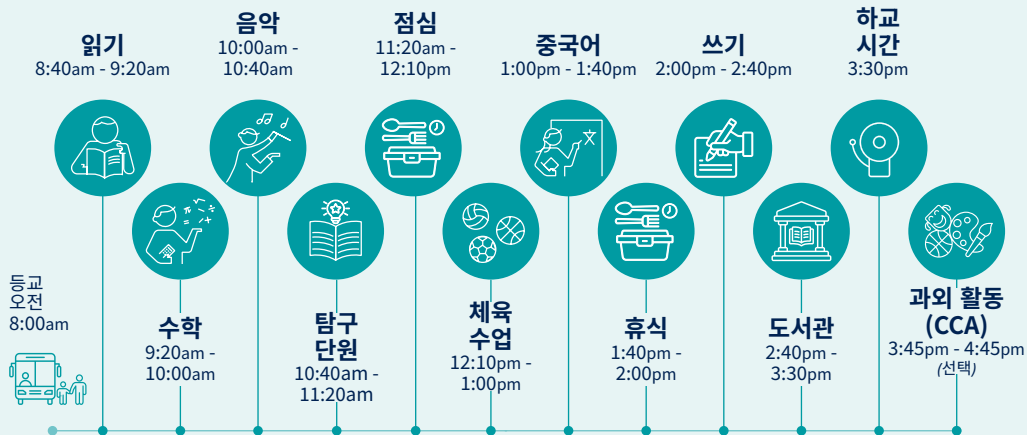 등교
오전
8:00am
읽기
8:40am - 9:20am
수학
9:20am -
10:00am
음악
10:00am -
10:40am
탐구
단원
10:40am -
11:20am
점심
11:20am -
12:10pm
체육
수업
12:10pm -
1:00pm
중국어
1:00pm - 1:40pm
휴식
1:40pm -
2:00pm
쓰기
2:00pm - 2:40pm
도서관
2:40pm -
3:30pm
하교
시간
3:30pm
과외 활동
(CCA)
3:45pm - 4:45pm
(선택)